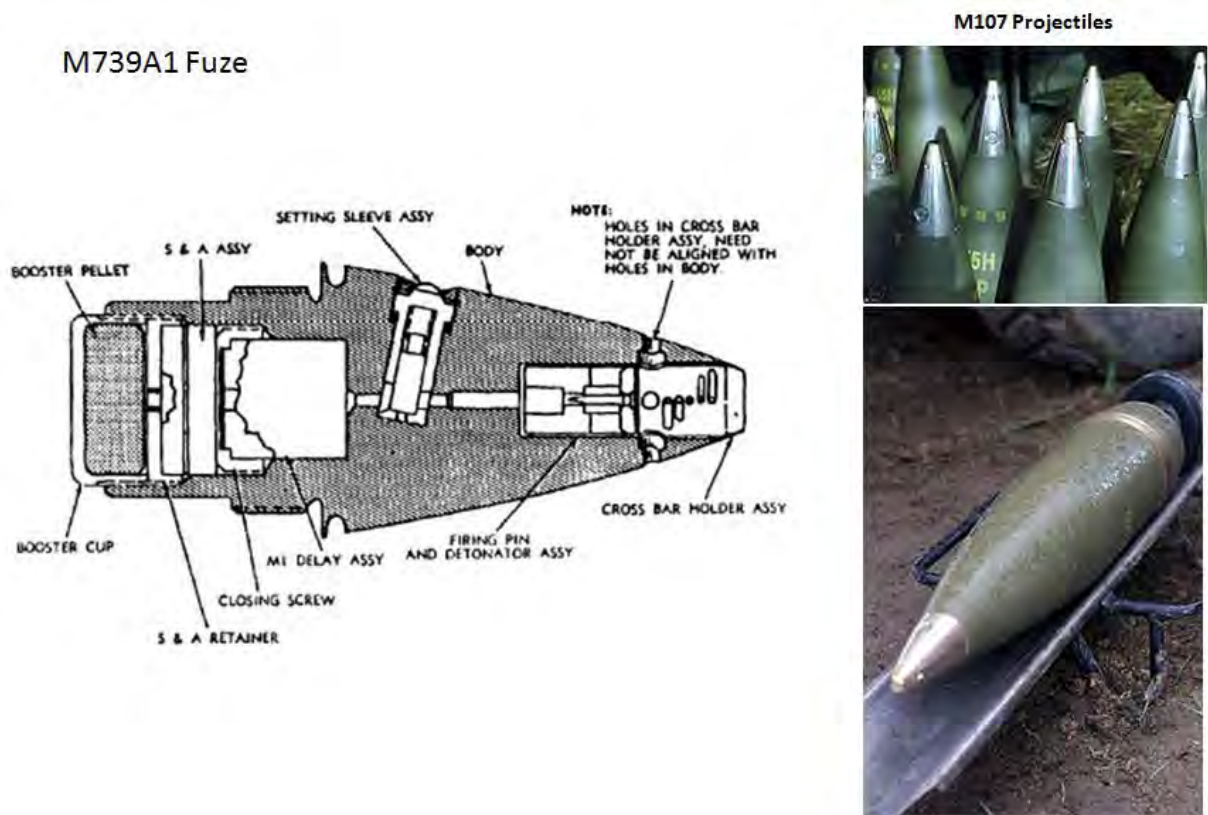 M107 Projectiles
M739A1 Fuze
SETTING SLEEVE ASSY
NOTE:
HOLES IN CROSS BAR
HOLDER ASSY, NEED
NOT BE ALIGNED WITH
HOLES IN BODY.
S & A ASSY
BODY
BOOSTER PELLET
CROSS BAR HOLDER ASSY
FIRING PIN
AND DETONATOR ASSY
BOOSTER CUP
M1 DELAY ASSY
CLOSING SCREW
S & A RETAINER
5H
P